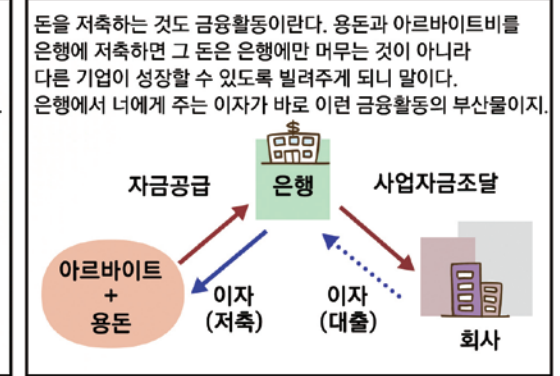 돈을 저축하는 것도 금융활동이란다. 용돈과 아르바이트비를
은행에 저축하면 그 돈은 은행에만 머무는 것이 아니라
다른 기업이 성장할 수 있도록 빌려주게 되니 말이다.
은행에서 너에게 주는 이자가 바로 이런 금융활동의 부산물이지.
$
자금공급
은행
사업자금조달
아르바이트
+
용돈
이자
(저축)
이자
(대출)
회사